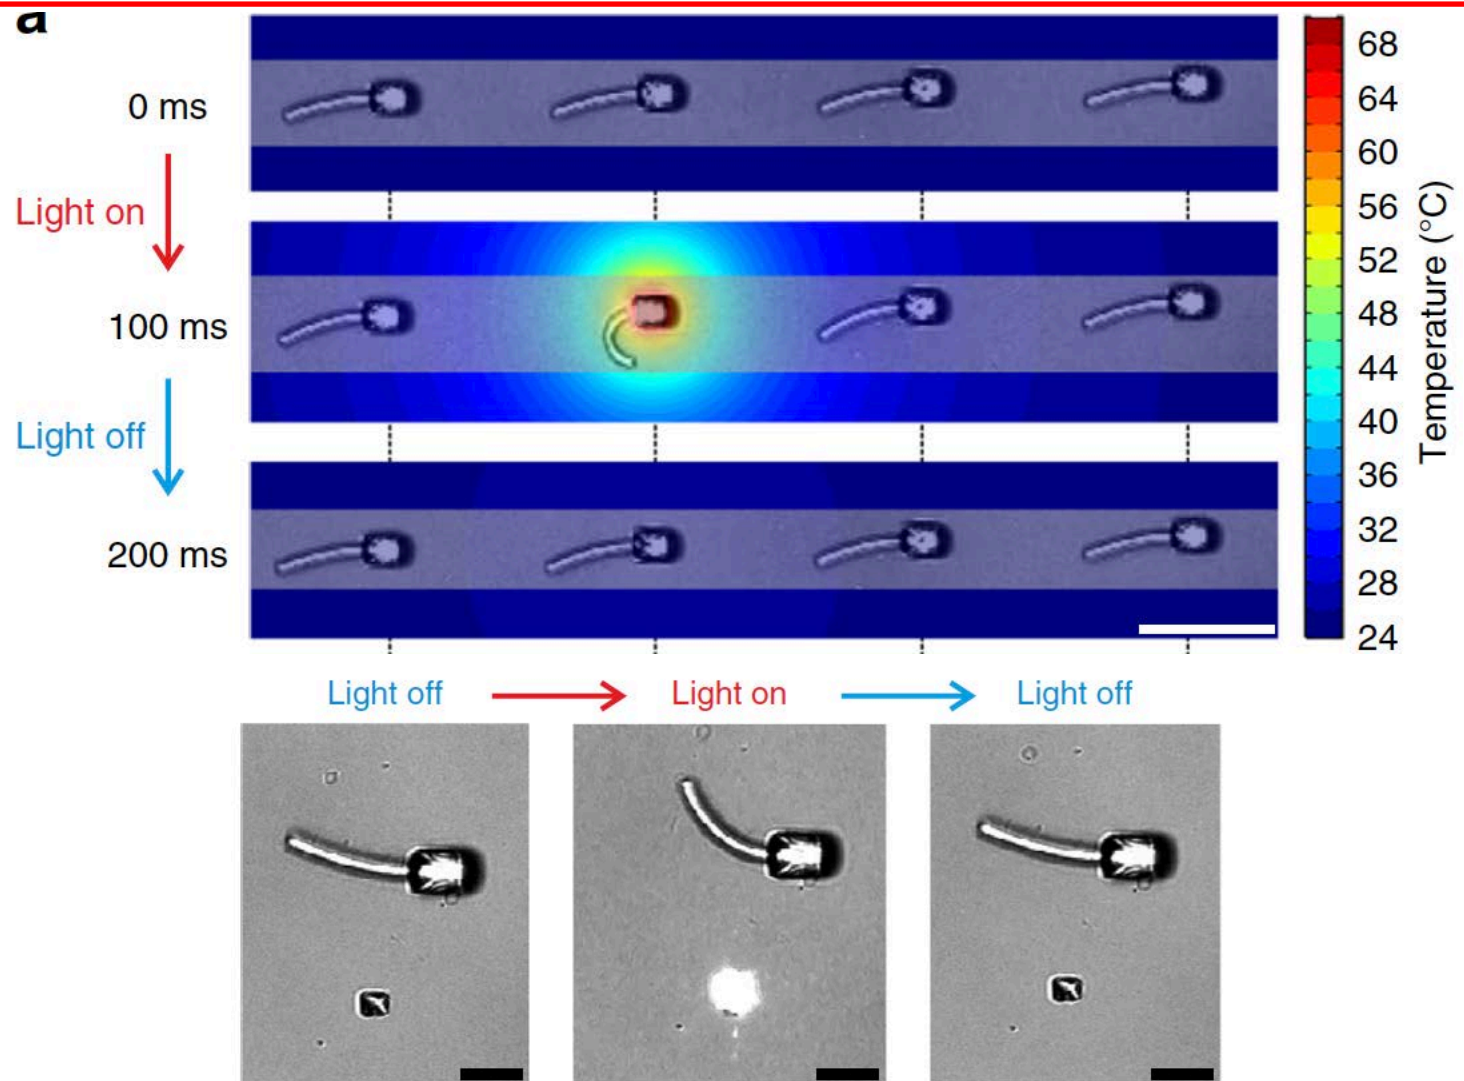 a
0 ms
Light on
100 ms
Light off
200 ms
68
64
60
56
52
48
44
40
36
32
28
24
Temperature (°C)
Light off
Light on
Light off